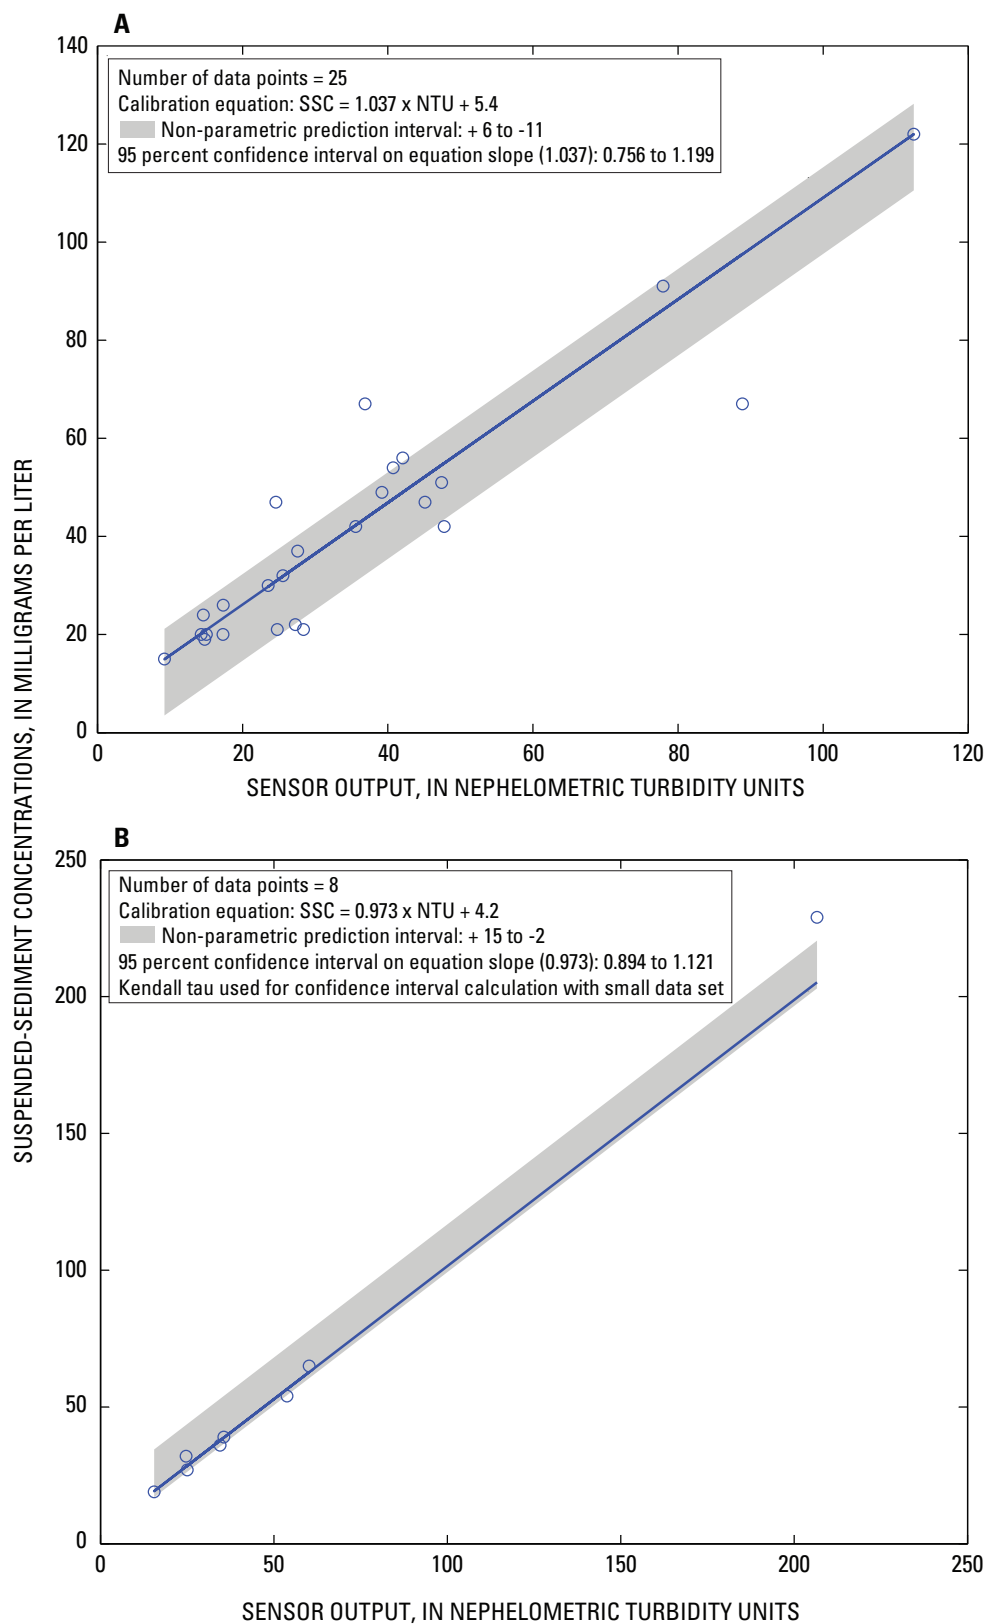 A
140
120
100
80
60
40
20
0
Number of data points = 25
Calibration equation: SSC = 1.037 x NTU + 5.4
Non-parametric prediction interval: + 6 to -11
95 percent confidence interval on equation slope (1.037): 0.756 to 1.199
0 20 40 60 80 100 120
SENSOR OUTPUT, IN NEPHELOMETRIC TURBIDITY UNITS
SUSPENDED-SEDIMENT CONCENTRATIONS, IN MILLIGRAMS PER LITER
B
250
200
150
100
50
0
Number of data points = 8
Calibration equation: SSC = 0.973 x NTU + 4.2
Non-parametric prediction interval: + 15 to -2
95 percent confidence interval on equation slope (0.973): 0.894 to 1.121
Kendall tau used for confidence interval calculation with small data set
0 50 100 150 200 250
SENSOR OUTPUT, IN NEPHELOMETRIC TURBIDITY UNITS